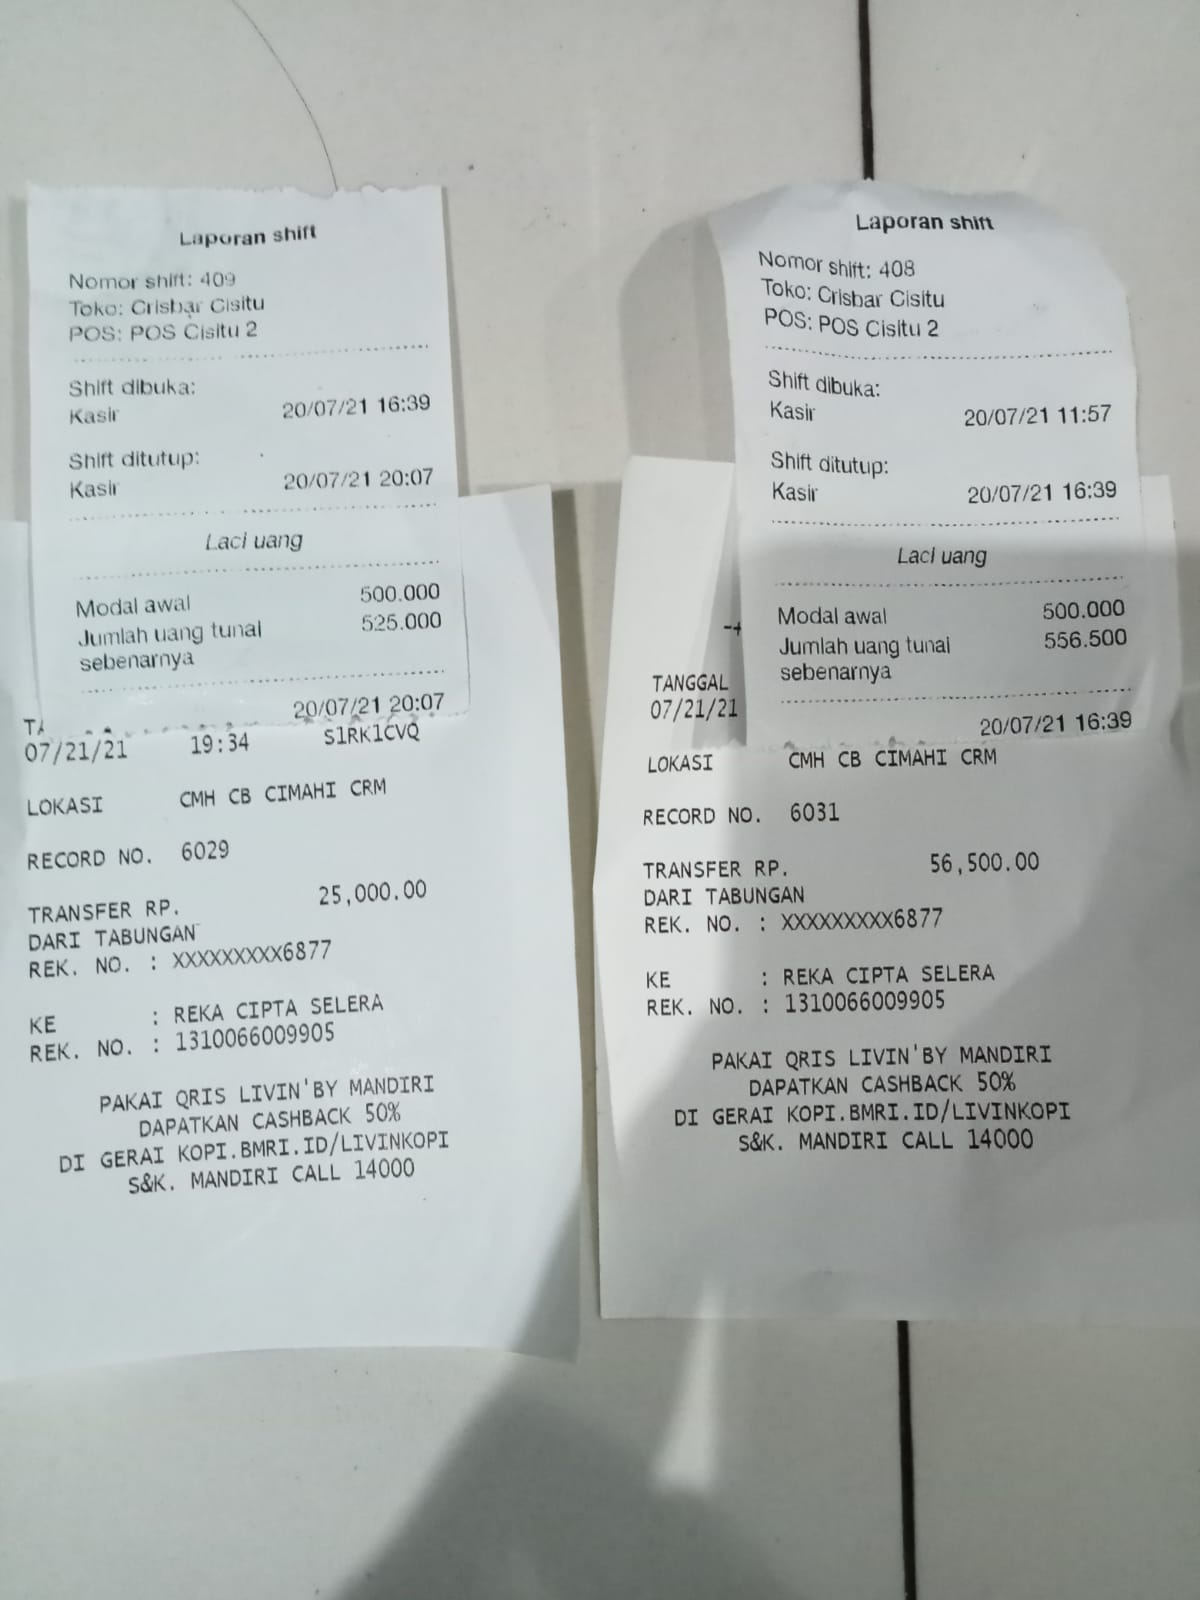 Laporan shift
Nomor shift: 409
Toko: Crisbar Cisitu
POS: POS Cisitu 2
Shift dibuka:
Kasir 20/07/21 16:39
Shift ditutup:
Kasir 20/07/21 20:07
Laci uang
Modal awal 500.000
Jumlah uang tunai 525.000
sebenarnya
20/07/21 20:07
07/21/21 19:34 S1RK1CVQ
LOKASI CMH CB CIMAHI CRM
RECORD NO. 6029
TRANSFER RP. 25,000.00
DARI TABUNGAN
REK. NO. : XXXXXXXXX6877
KE : REKA CIPTA SELERA
REK. NO. : 1310066009905
PAKAI QRIS LIVIN'BY MANDIRI
DAPATKAN CASHBACK 50%
DI GERAI KOPI.BMRI.ID/LIVINKOPI
S&K. MANDIRI CALL 14000
Laporan shift
Nomor shift: 408
Toko: Crisbar Cisitu
POS: POS Cisitu 2
Shift dibuka:
Kasir 20/07/21 11:57
Shift ditutup:
Kasir 20/07/21 16:39
Laci uang
Modal awal 500.000
Jumlah uang tunai 556.500
sebenarnya
20/07/21 16:39
TANGGAL
07/21/21
LOKASI CMH CB CIMAHI CRM
RECORD NO. 6031
TRANSFER RP. 56,500.00
DARI TABUNGAN
REK. NO. : XXXXXXXXX6877
KE : REKA CIPTA SELERA
REK. NO. : 1310066009905
PAKAI QRIS LIVIN'BY MANDIRI
DAPATKAN CASHBACK 50%
DI GERAI KOPI.BMRI.ID/LIVINKOPI
S&K. MANDIRI CALL 14000